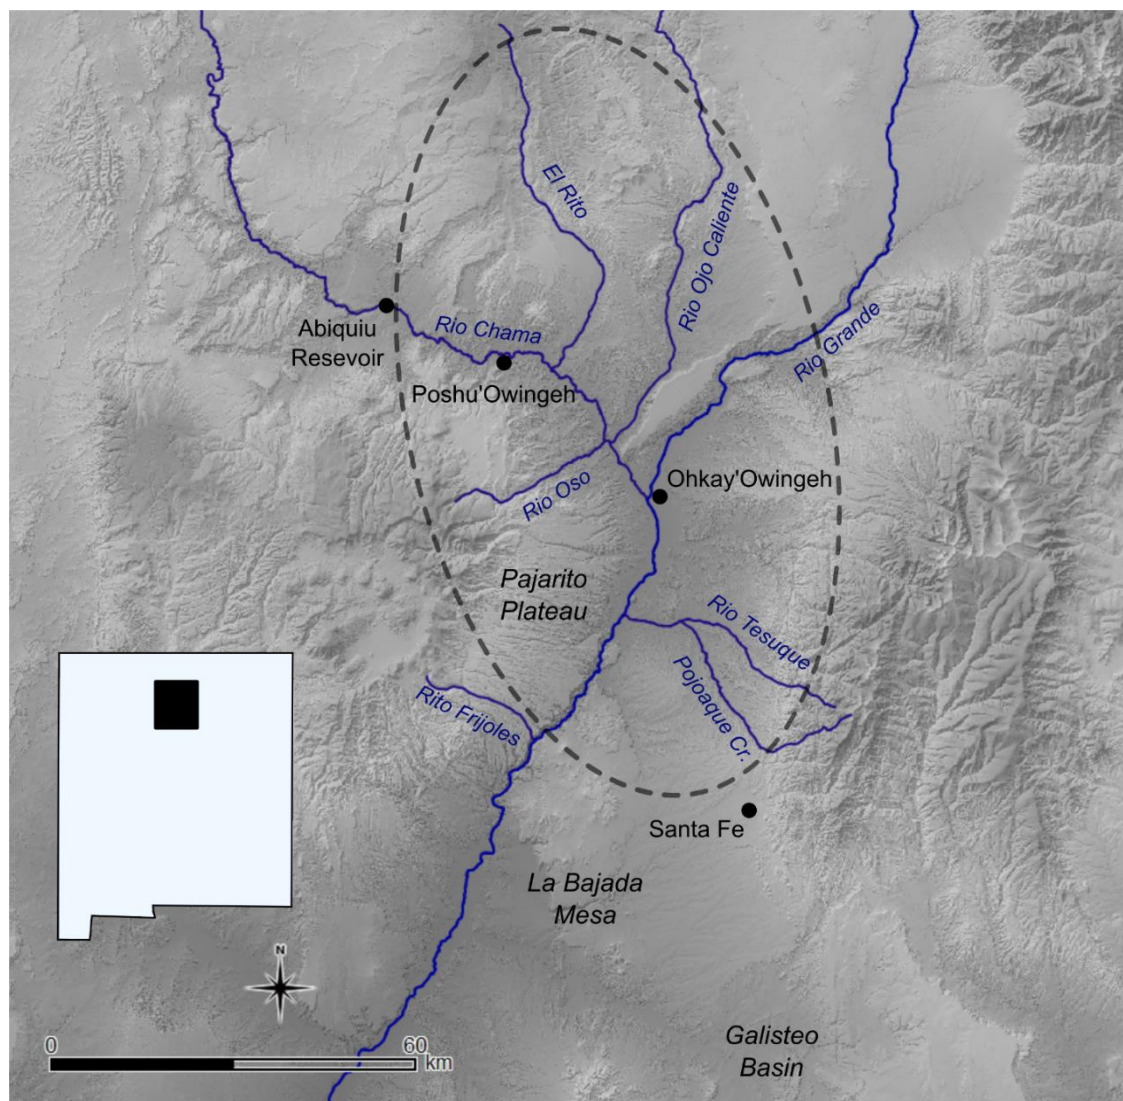 El Rito
Rio Ojo Caliente
Abiquiu
Resevoir
Rio Chama
Rio Grande
Poshu'Owingeh
Rio Oso
Ohkay'Owingeh
Pajarito
Plateau
Rio Tesuque
Pojoaque Cr.
Rito Frijoles
Santa Fe
La Bajada
Mesa
N
0
60
km
Galisteo
Basin